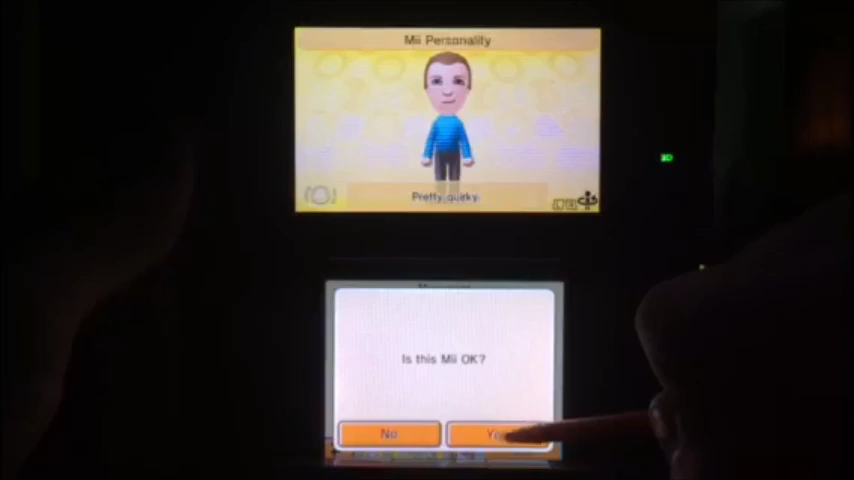 Mii Personality
Pretty quirky
L R
Is this Mii OK?
No